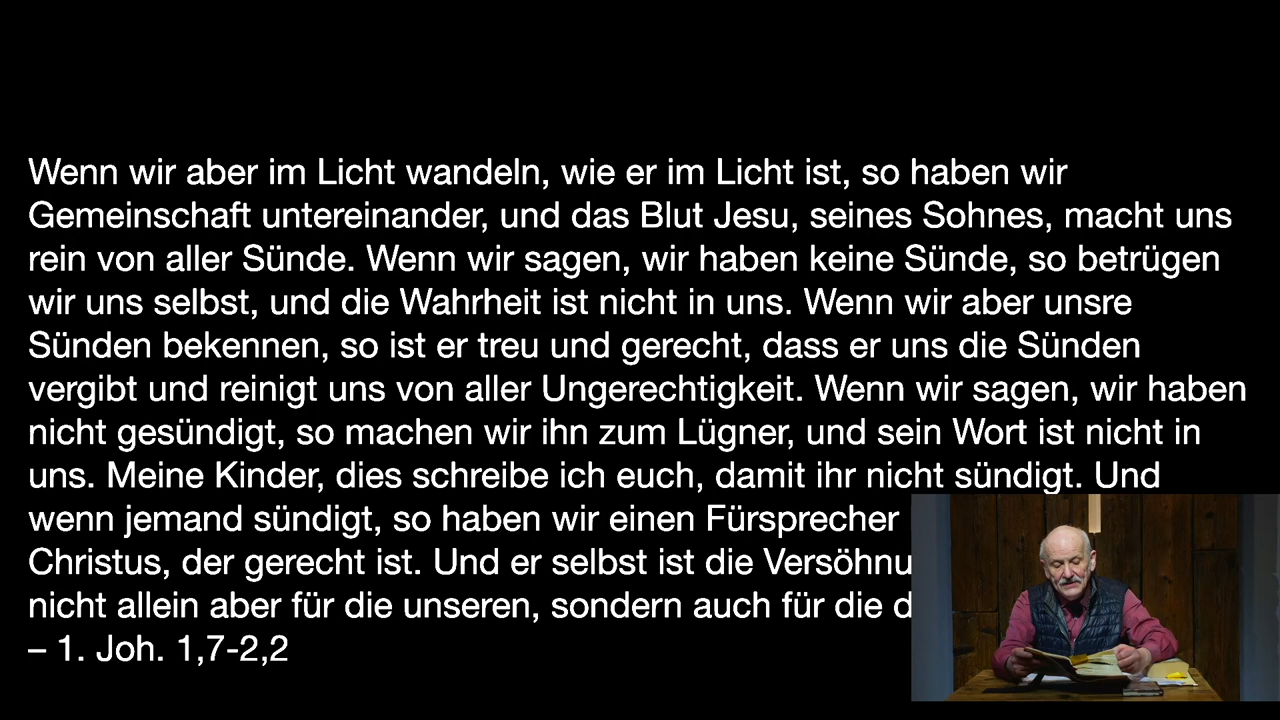 Wenn wir aber im Licht wandeln, wie er im Licht ist, so haben wir
Gemeinschaft untereinander, und das Blut Jesu, seines Sohnes, macht uns
rein von aller Sünde. Wenn wir sagen, wir haben keine Sünde, so betrügen
wir uns selbst, und die Wahrheit ist nicht in uns. Wenn wir aber unsre
Sünden bekennen, so ist er treu und gerecht, dass er uns die Sünden
vergibt und reinigt uns von aller Ungerechtigkeit. Wenn wir sagen, wir haben
nicht gesündigt, so machen wir ihn zum Lügner, und sein Wort ist nicht in
uns. Meine Kinder, dies schreibe ich euch, damit ihr nicht sündigt. Und
wenn jemand sündigt, so haben wir einen Fürsprecher
Christus, der gerecht ist. Und er selbst ist die Versöhnu
nicht allein aber für die unseren, sondern auch für die d
– 1. Joh. 1,7-2,2